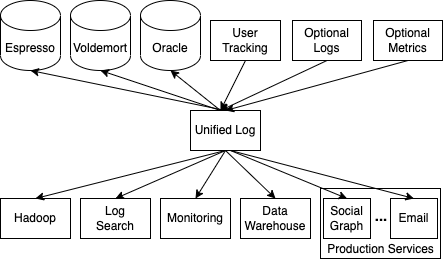 Espresso
Voldemort
Oracle
User
Tracking
Optional
Logs
Optional
Metrics
Unified Log
Hadoop
Log
Search
Monitoring
Data
Warehouse
Social
Graph
...
Email
Production Services